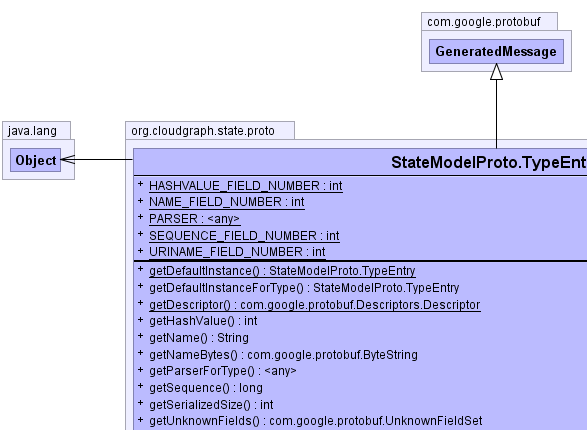 com.google.protobuf
GeneratedMessage
java.lang
Object
org.cloudgraph.state.proto
StateModelProto.TypeEnt
+ HASHVALUE_FIELD_NUMBER : int
+ NAME_FIELD_NUMBER : int
+ PARSER : <any>
+ SEQUENCE_FIELD_NUMBER : int
+ URINAME_FIELD_NUMBER : int
+ getDefaultInstance() : StateModelProto.TypeEntry
+ getDefaultInstanceForType() : StateModelProto.TypeEntry
+ getDescriptor() : com.google.protobuf.Descriptors.Descriptor
+ getHashValue() : int
+ getName() : String
+ getNameBytes() : com.google.protobuf.ByteString
+ getParserForType() : <any>
+ getSequence() : long
+ getSerializedSize() : int
+ getUnknownFields() : com.google.protobuf.UnknownFieldSet